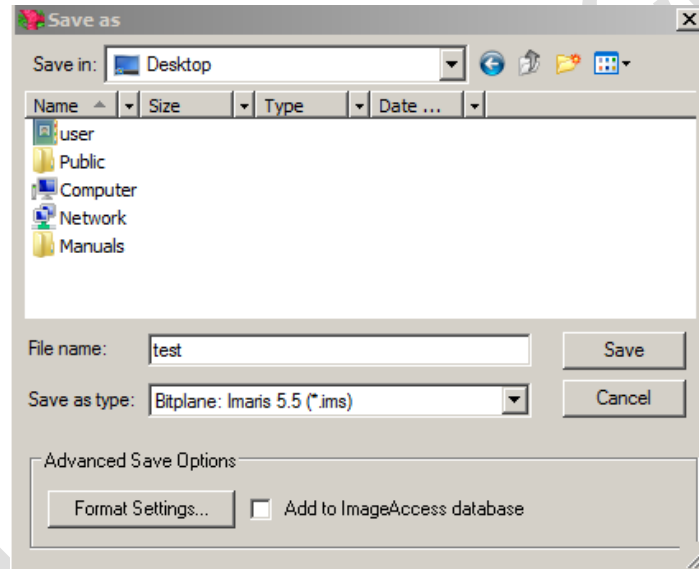 Save as
Save in: Desktop
Name Size Type Date ...
user
Public
Computer
Network
Manuals
File name: test Save
Save as type: Bitplane: Imaris 5.5 (*.ims) Cancel
Advanced Save Options
Format Settings... Add to ImageAccess database